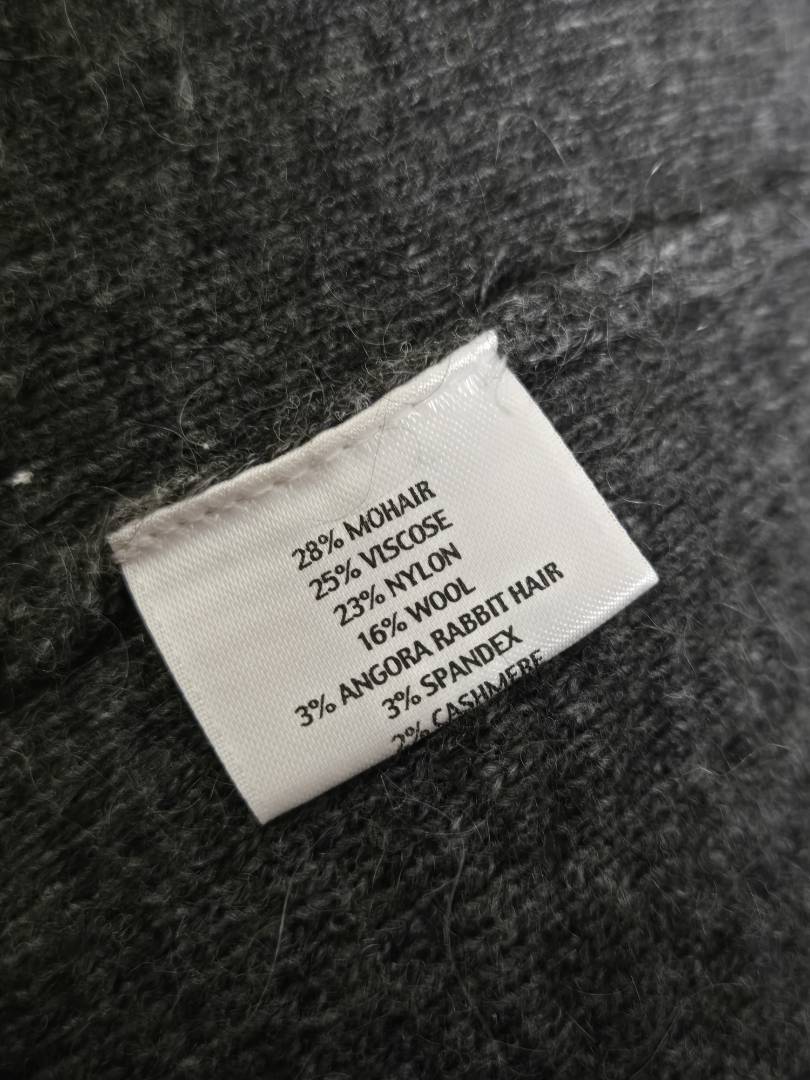 28% MOHAIR
25% VISCOSE
23% NYLON
16% WOOL
3% ANGORA RABBIT HAIR
3% SPANDEX
2% CASHMERE